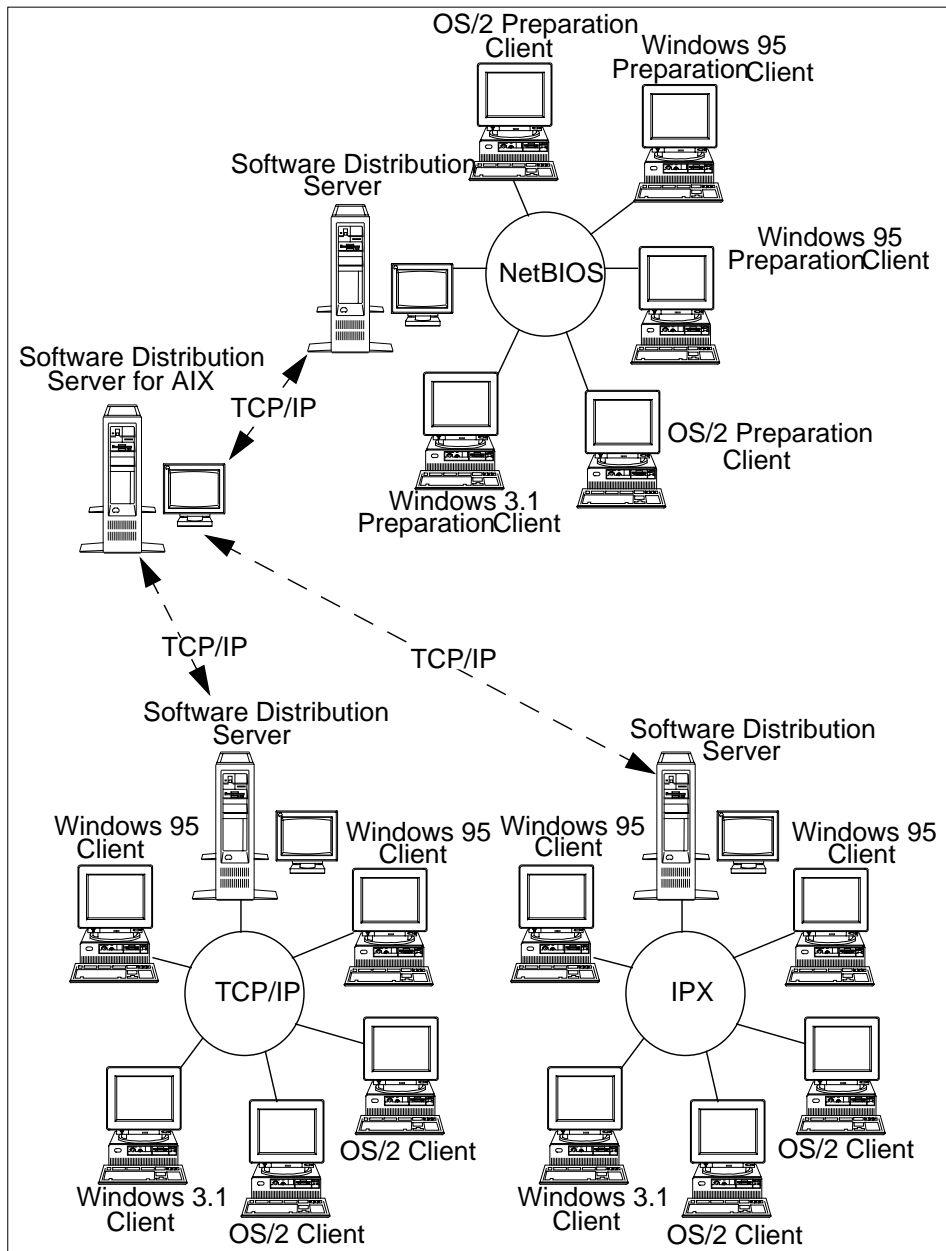 OS/2 Preparation
Client
Windows 95
Preparation Client
Software Distribution
Server
Windows 95
Preparation Client
NetBIOS
Software Distribution
Server for AIX
TCP/IP
OS/2 Preparation
Client
Windows 3.1
Preparation Client
TCP/IP
TCP/IP
Software Distribution
Server
Software Distribution
Server
Windows 95
Client
Windows 95
Client
Windows 95
Client
Windows 95
Client
TCP/IP
IPX
OS/2 Client
OS/2 Client
Windows 3.1
Client
OS/2 Client
Windows 3.1
Client
OS/2 Client